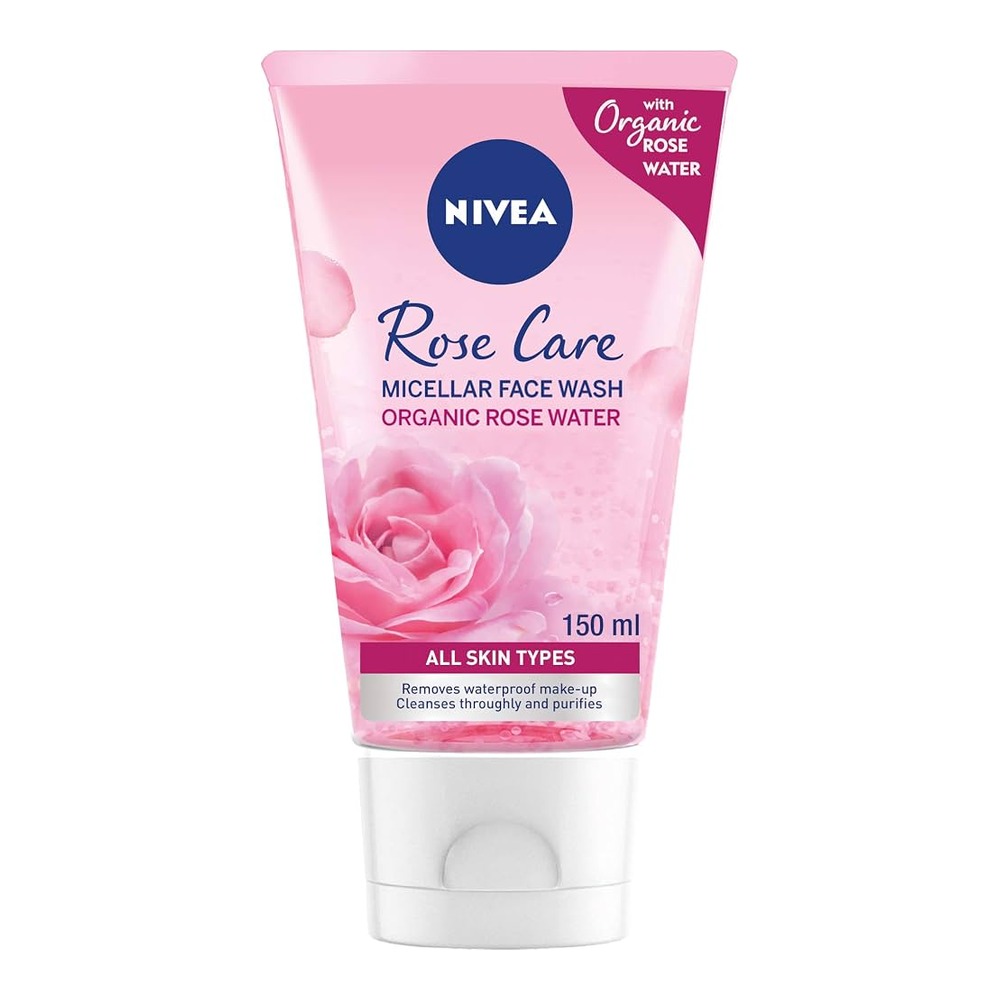 with
Organic
ROSE
WATER
NIVEA
Rose Care
MICELLAR FACE WASH
ORGANIC ROSE WATER
150 ml
ALL SKIN TYPES
Removes waterproof make-up
Cleanses throughly and purifies